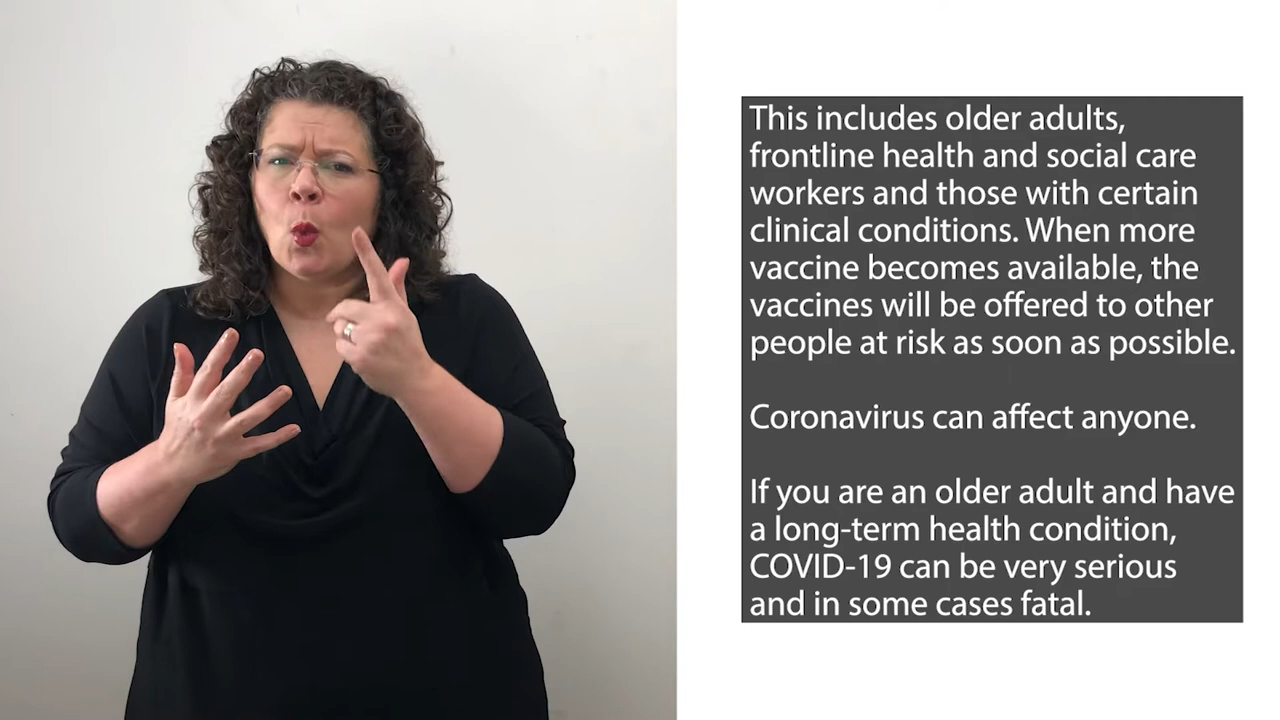 This includes older adults,
frontline health and social care
workers and those with certain
clinical conditions. When more
vaccine becomes available, the
vaccines will be offered to other
people at risk as soon as possible.
Coronavirus can affect anyone.
If you are an older adult and have
a long-term health condition,
COVID-19 can be very serious
and in some cases fatal.